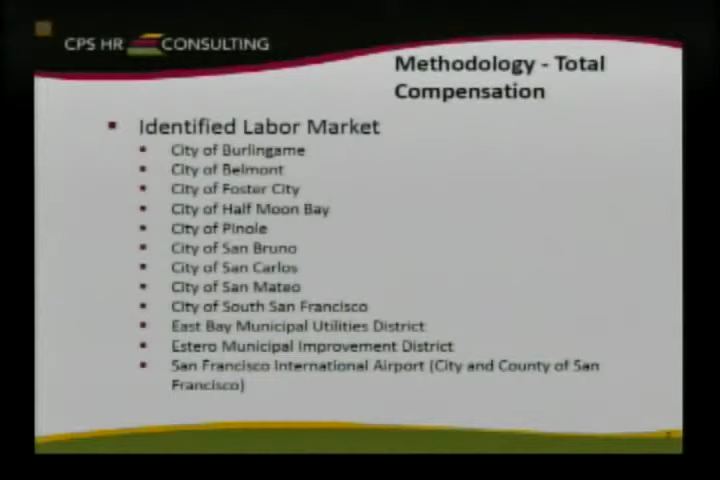 CPS HR CONSULTING
Methodology - Total
Compensation
Identified Labor Market
City of Burlingame
City of Belmont
City of Foster City
City of Half Moon Bay
City of Pinole
City of San Bruno
City of San Carlos
City of San Mateo
City of South San Francisco
East Bay Municipal Utilities District
Estero Municipal Improvement District
San Francisco International Airport (City and County of San
Francisco)